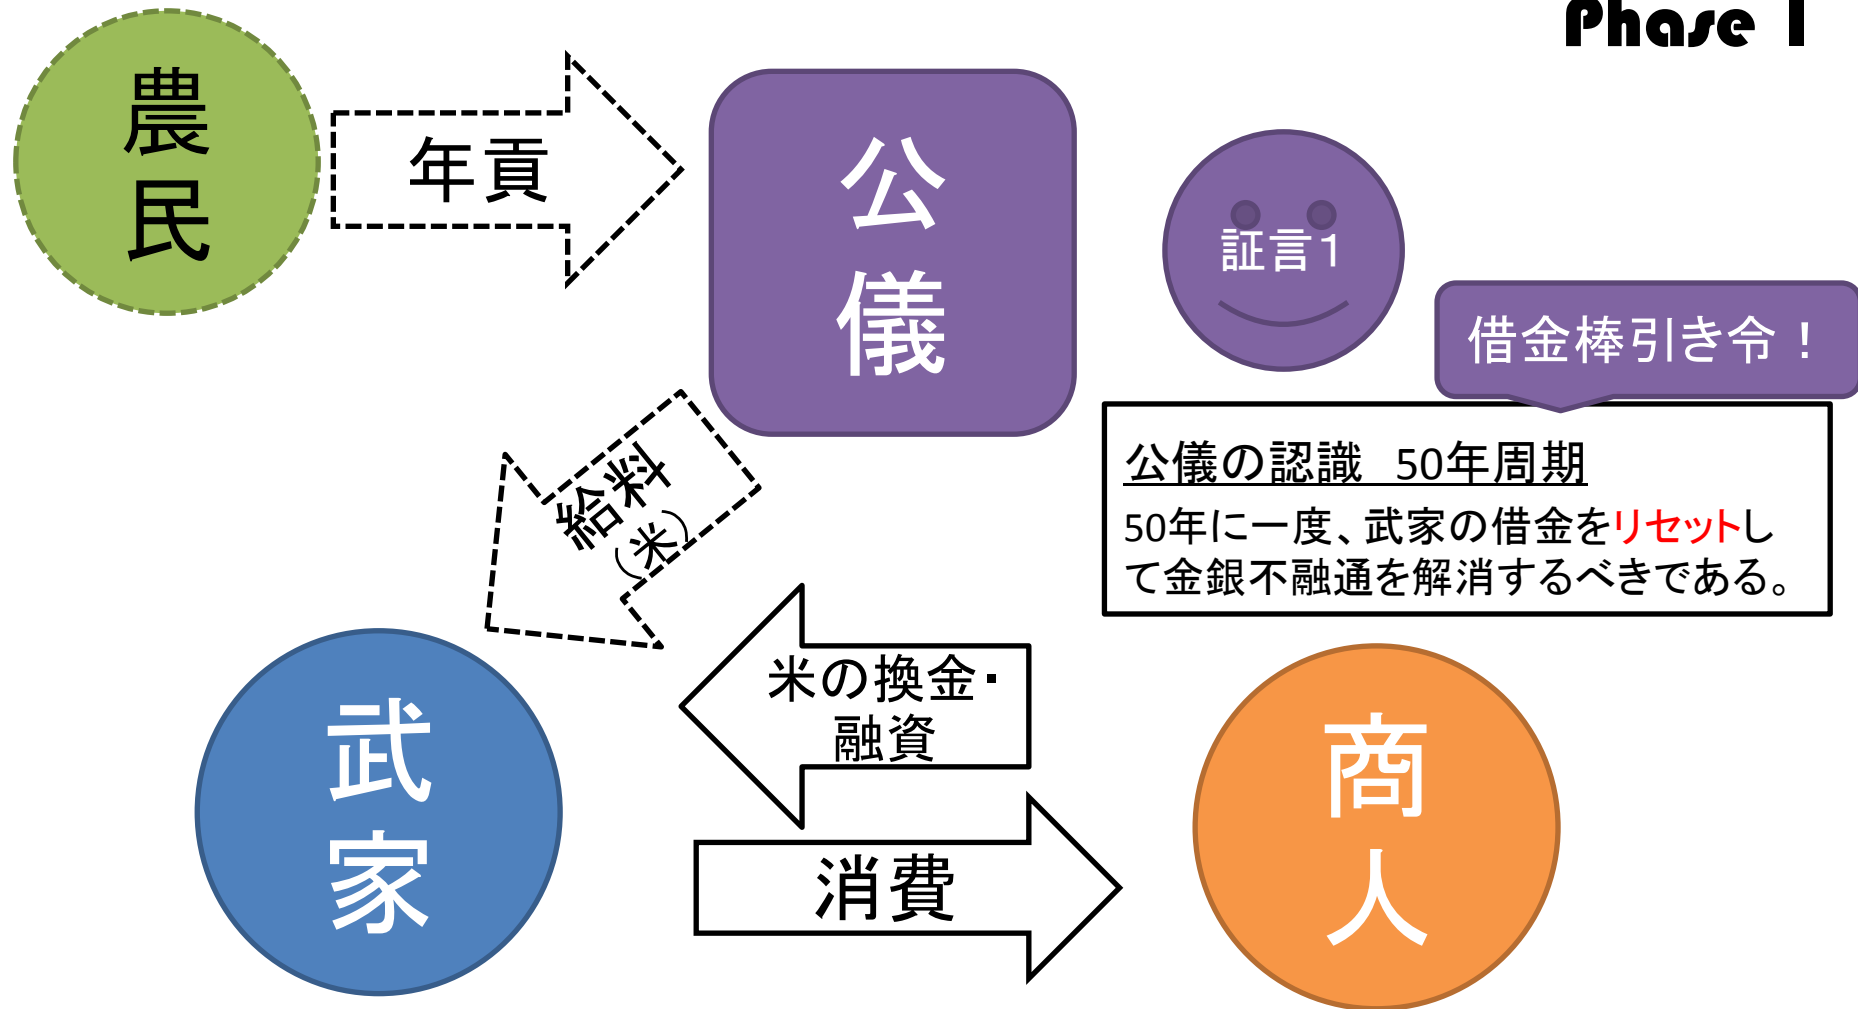 Phase 1
農
民
年貢
公
儀
証言1
借金棒引き令！
公儀の認識　50年周期
50年に一度、武家の借金をリセットし
て金銀不融通を解消するべきである。
給料
（米）
米の換金・
融資
武
家
消費
商
人